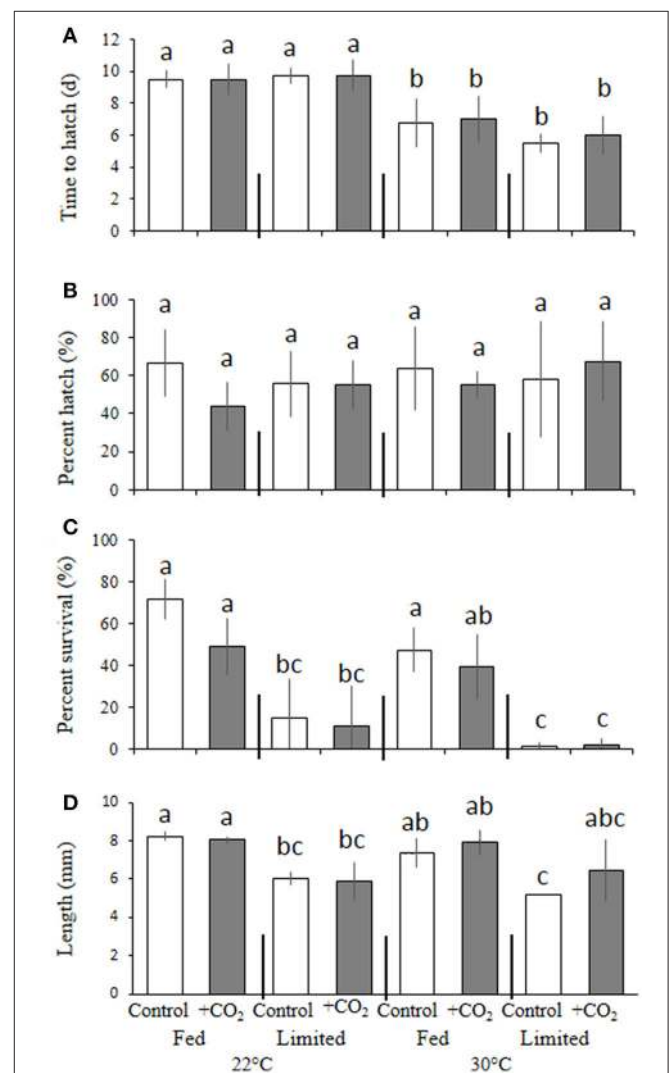 A
Time to hatch (d)
12
10
8
6
4
2
0
a a a a b b b b
B
Percent hatch (%)
100
80
60
40
20
0
a a a a a a a a
C
Percent survival (%)
100
80
60
40
20
0
a a bc bc a ab c c
D
Length (mm)
10
8
6
4
2
0
a a bc bc ab ab c abc
Control +CO₂ Control +CO₂ Control +CO₂ Control +CO₂
Fed Limited Fed Limited
22°C 30°C